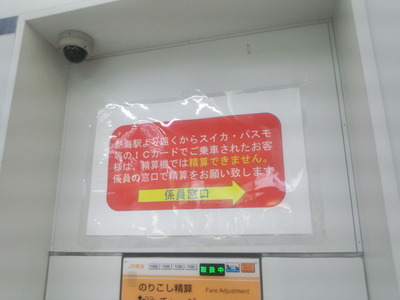 熱海駅より遠くからスイカ・パスモ
等のICカードでご乗車されたお客
様は、精算機では精算できません。
係員の窓口で精算をお願い致します
係員窓口
取扱中
のりこし精算
Fare Adjustment